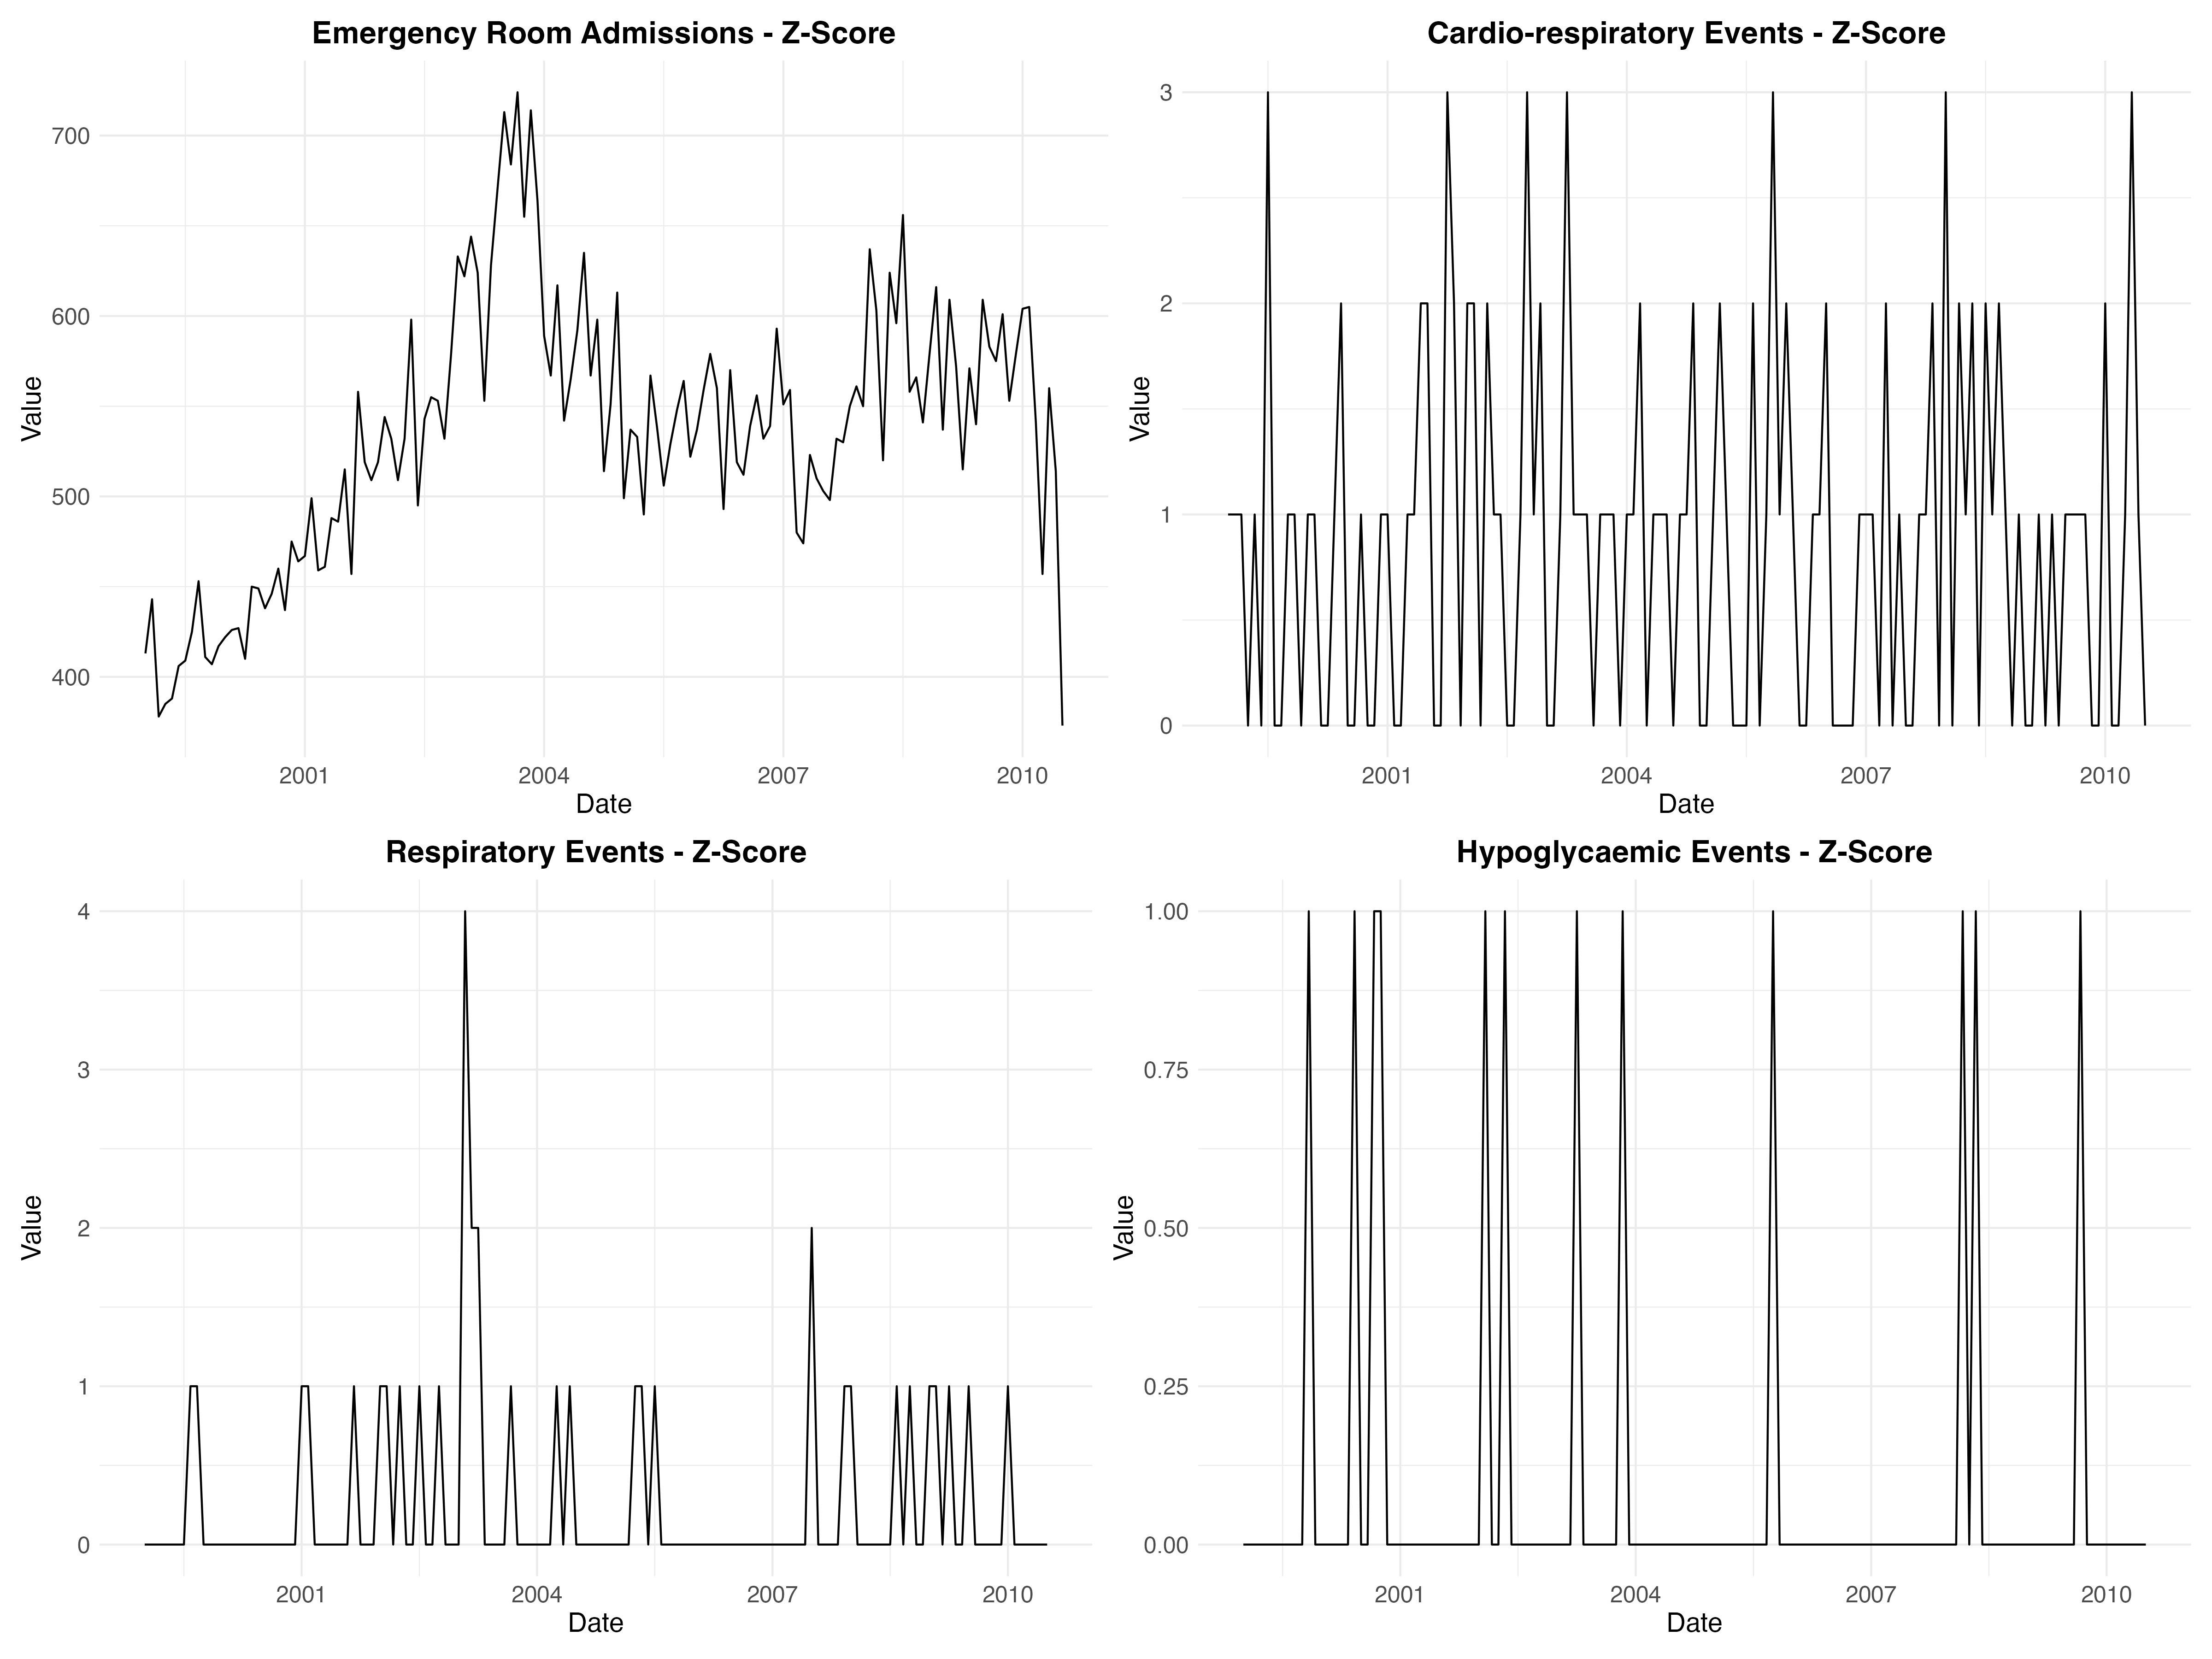 Emergency Room Admissions - Z-Score
Value
700
600
500
400
2001 2004 2007 2010
Date
Cardio-respiratory Events - Z-Score
Value
3
2
1
0
2001 2004 2007 2010
Date
Respiratory Events - Z-Score
Value
4
3
2
1
0
2001 2004 2007 2010
Date
Hypoglycaemic Events - Z-Score
Value
1.00
0.75
0.50
0.25
0.00
2001 2004 2007 2010
Date